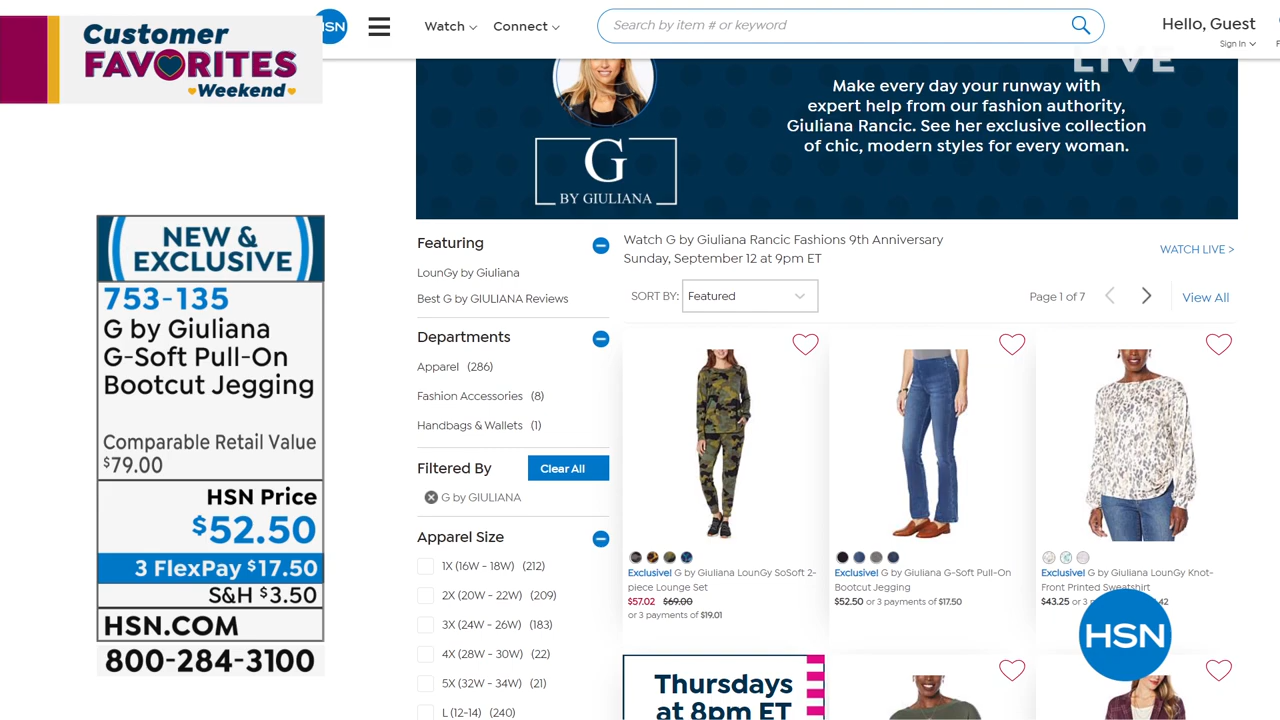 Customer
FAVORITES
Weekend
HSN
Watch
Connect
Search by item # or keyword
Hello, Guest
Sign In
LIVE
Make every day your runway with
expert help from our fashion authority,
Giuliana Rancic. See her exclusive collection
of chic, modern styles for every woman.
G
BY GIULIANA
NEW &
EXCLUSIVE
753-135
G by Giuliana
G-Soft Pull-On
Bootcut Jegging
Comparable Retail Value
$79.00
HSN Price
$52.50
3 FlexPay $17.50
S&H $3.50
HSN.COM
800-284-3100
Featuring
LounGy by Giuliana
Best G by GIULIANA Reviews
Departments
Apparel (286)
Fashion Accessories (8)
Handbags & Wallets (1)
Filtered By
Clear All
G by GIULIANA
Apparel Size
1X (16W - 18W) (212)
2X (20W - 22W) (209)
3X (24W - 26W) (183)
4X (28W - 30W) (22)
5X (32W - 34W) (21)
L (12-14) (240)
Watch G by Giuliana Rancic Fashions 9th Anniversary
Sunday, September 12 at 9pm ET
WATCH LIVE >
SORT BY:
Featured
Page 1 of 7
View All
Exclusive! G by Giuliana LounGy SoSoft 2-
piece Lounge Set
$57.02 $69.00
or 3 payments of $19.01
Exclusive! G by Giuliana G-Soft Pull-On
Bootcut Jegging
$52.50 or 3 payments of $17.50
Exclusive! G by Giuliana LounGy Knot-
Front Printed Sweatshirt
$43.25 or 3
HSN
Thursdays
at 8pm ET